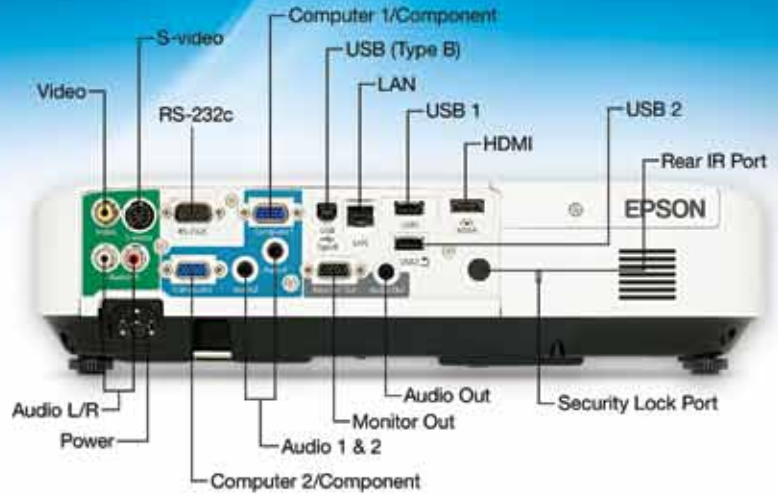 Computer 1/Component
S-video
USB (Type B)
LAN
Video
RS-232c
USB 1
USB 2
HDMI
Rear IR Port
EPSON
Audio L/R
Power
Audio 1 & 2
Computer 2/Component
Monitor Out
Audio Out
Security Lock Port